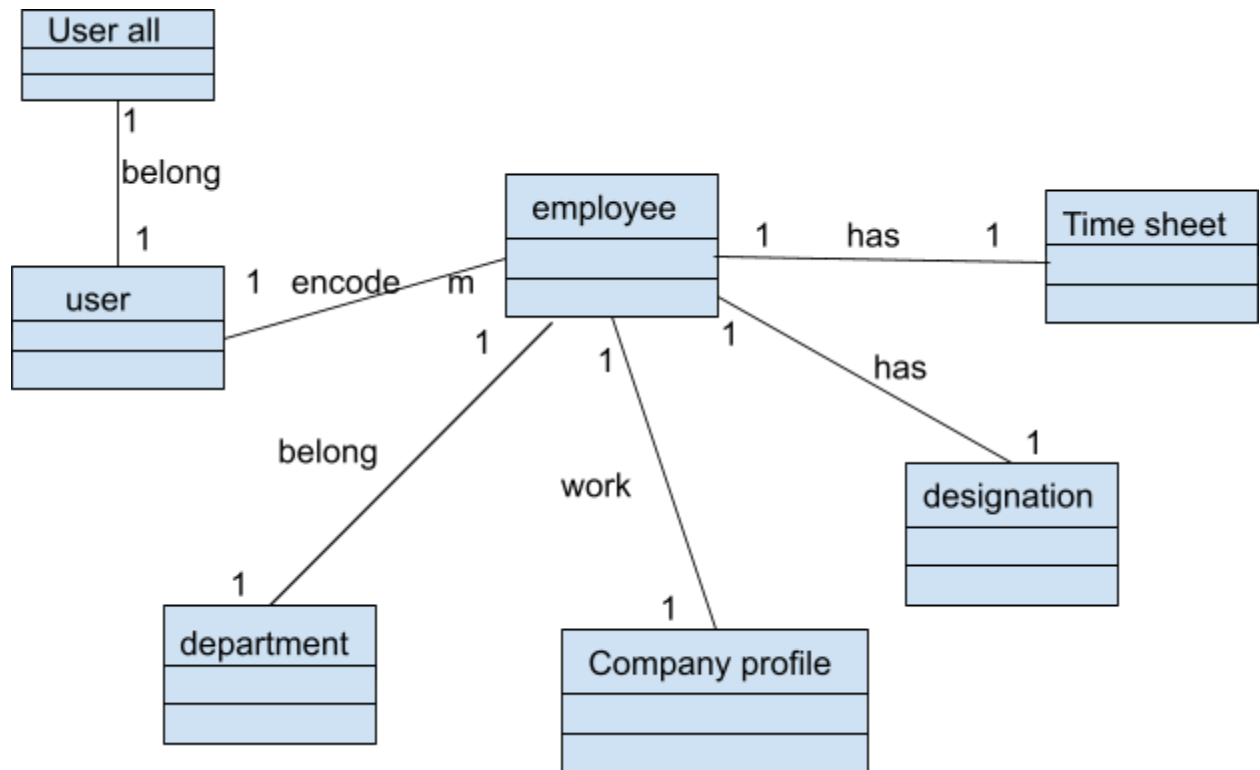 User all
1
belong
1
user
1 encode m
employee
1 has 1
Time sheet
1
has
1
designation
1
belong
1
department
1
work
1
Company profile